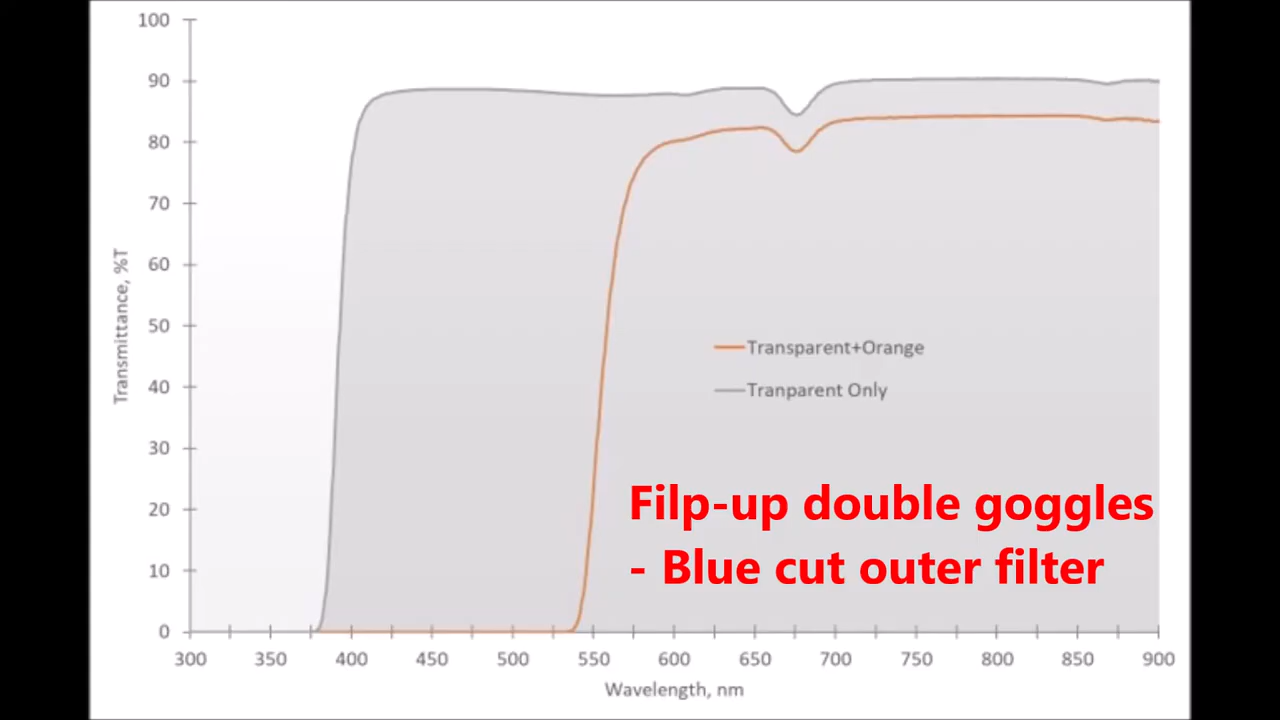 100
90
80
70
60
50
40
30
20
10
0
Transmittance, %T
Transparent+Orange
Tranparent Only
Filp-up double goggles
- Blue cut outer filter
300 350 400 450 500 550 600 650 700 750 800 850 900
Wavelength, nm